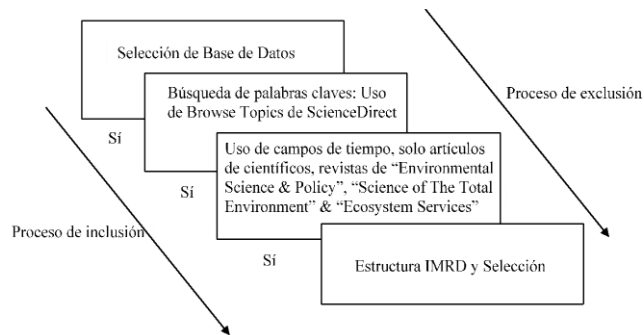 Selección de Base de Datos
Búsqueda de palabras claves: Uso
de Browse Topics de ScienceDirect
Proceso de exclusión
Sí
Uso de campos de tiempo, solo artículos
de científicos, revistas de “Environmental
Science & Policy”, “Science of The Total
Environment” & “Ecosystem Services”
Sí
Proceso de inclusión
Sí
Estructura IMRD y Selección